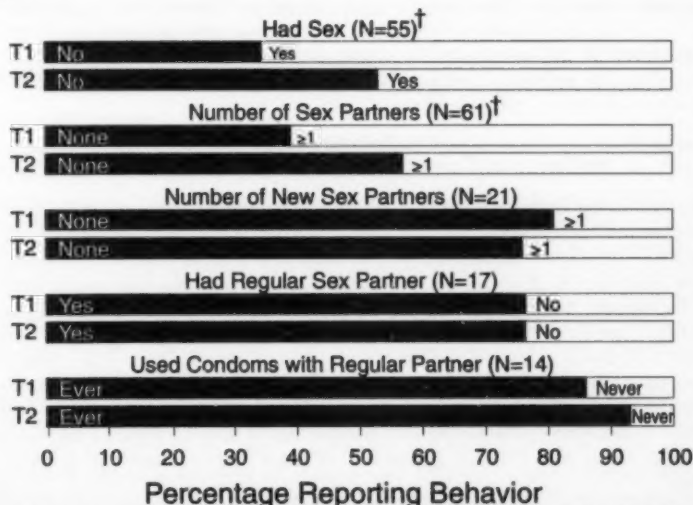 Had Sex (N=55)†
T1 No Yes
T2 No Yes
Number of Sex Partners (N=61)†
T1 None ≥1
T2 None ≥1
Number of New Sex Partners (N=21)
T1 None ≥1
T2 None ≥1
Had Regular Sex Partner (N=17)
T1 Yes No
T2 Yes No
Used Condoms with Regular Partner (N=14)
T1 Ever Never
T2 Ever Never
0 10 20 30 40 50 60 70 80 90 100
Percentage Reporting Behavior